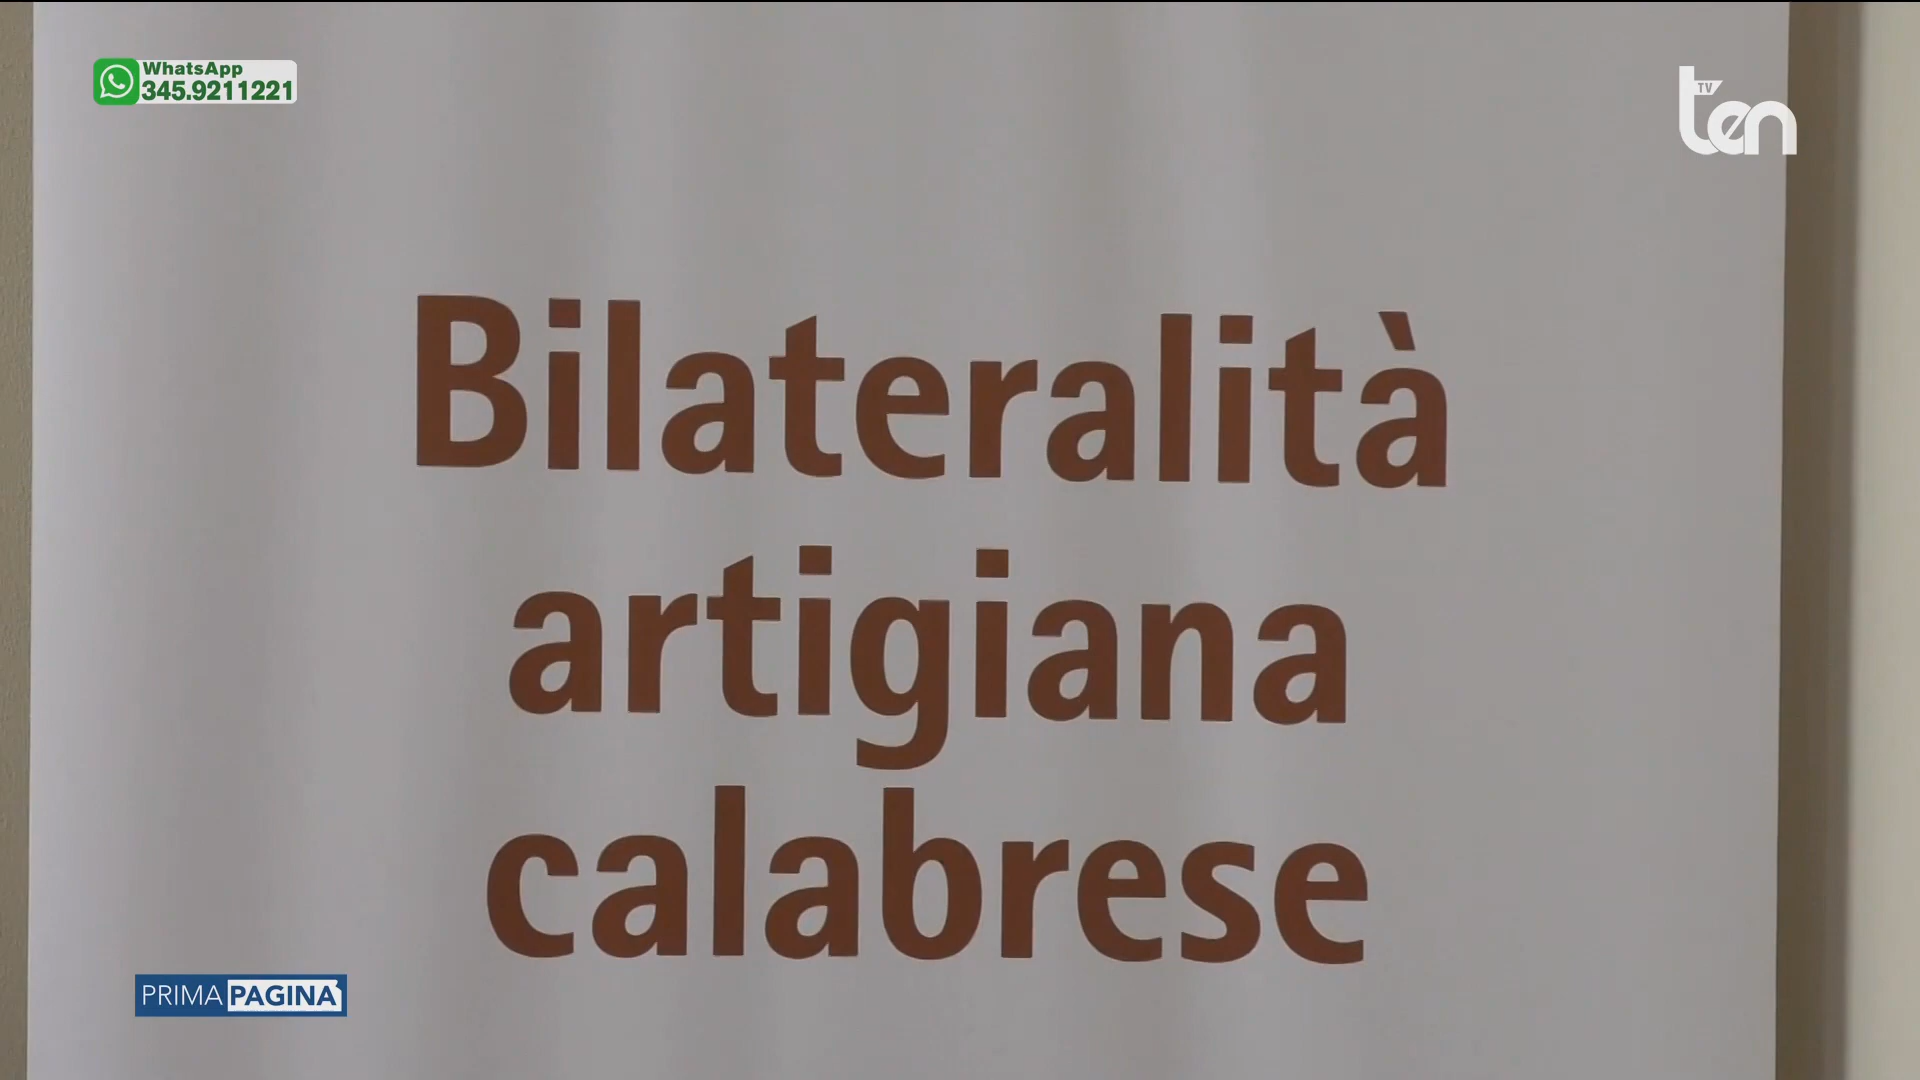 WhatsApp
345.9211221
TV
ten
Bilateralità
artigiana
calabrese
PRIMA PAGINA